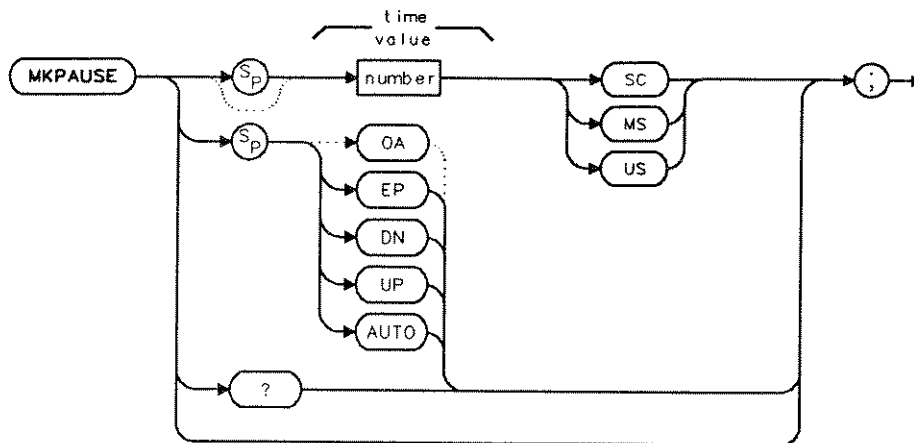 time
value
MKPAUSE
SP
number
SC
MS
US
;
SP
OA
EP
DN
UP
AUTO
?